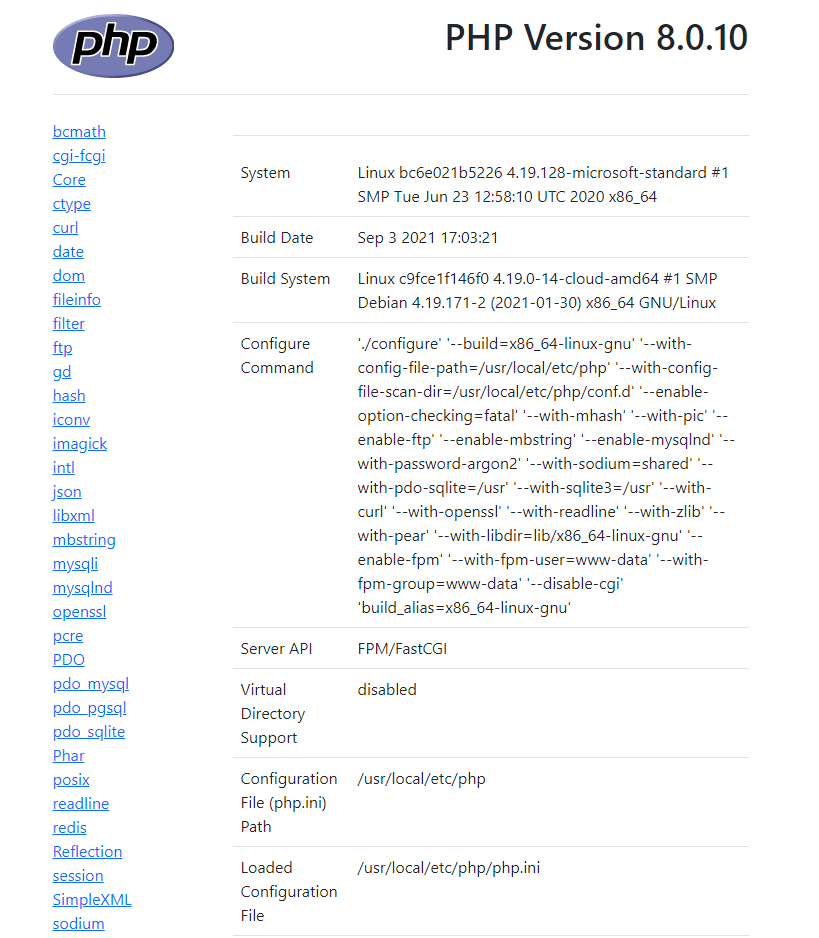 php
PHP Version 8.0.10
bcmath
cgi-fcgi
Core
ctype
curl
date
dom
fileinfo
filter
ftp
gd
hash
iconv
imagick
intl
json
libxml
mbstring
mysqli
mysqlnd
openssl
pcre
PDO
pdo_mysql
pdo_pgsql
pdo_sqlite
Phar
posix
readline
redis
Reflection
session
SimpleXML
sodium
System
Linux bc6e021b5226 4.19.128-microsoft-standard #1
SMP Tue Jun 23 12:58:10 UTC 2020 x86_64
Build Date
Sep 3 2021 17:03:21
Build System
Linux c9fce1f146f0 4.19.0-14-cloud-amd64 #1 SMP
Debian 4.19.171-2 (2021-01-30) x86_64 GNU/Linux
Configure
Command
'./configure' '--build=x86_64-linux-gnu' '--with-
config-file-path=/usr/local/etc/php' '--with-config-
file-scan-dir=/usr/local/etc/php/conf.d' '--enable-
option-checking=fatal' '--with-mhash' '--with-pic' '--
enable-ftp' '--enable-mbstring' '--enable-mysqlnd' '--
with-password-argon2' '--with-sodium=shared' '--
with-pdo-sqlite=/usr' '--with-sqlite3=/usr' '--with-
curl' '--with-openssl' '--with-readline' '--with-zlib' '--
with-pear' '--with-libdir=lib/x86_64-linux-gnu' '--
enable-fpm' '--with-fpm-user=www-data' '--with-
fpm-group=www-data' '--disable-cgi'
'build_alias=x86_64-linux-gnu'
Server API
FPM/FastCGI
Virtual
Directory
Support
disabled
Configuration
File (php.ini)
Path
/usr/local/etc/php
Loaded
Configuration
File
/usr/local/etc/php/php.ini